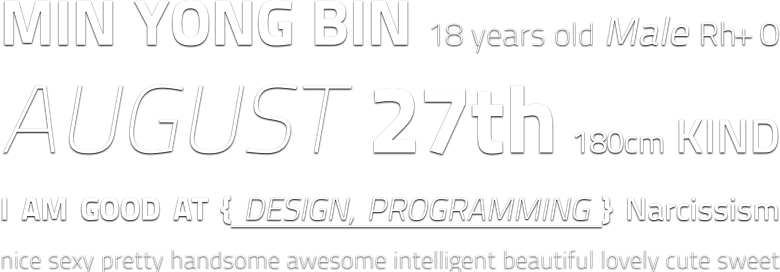 MIN YONG BIN 18 years old Male Rh+ O
AUGUST 27th 180cm KIND
I AM GOOD AT { DESIGN, PROGRAMMING } Narcissism
nice sexy pretty handsome awesome intelligent beautiful lovely cute sweet